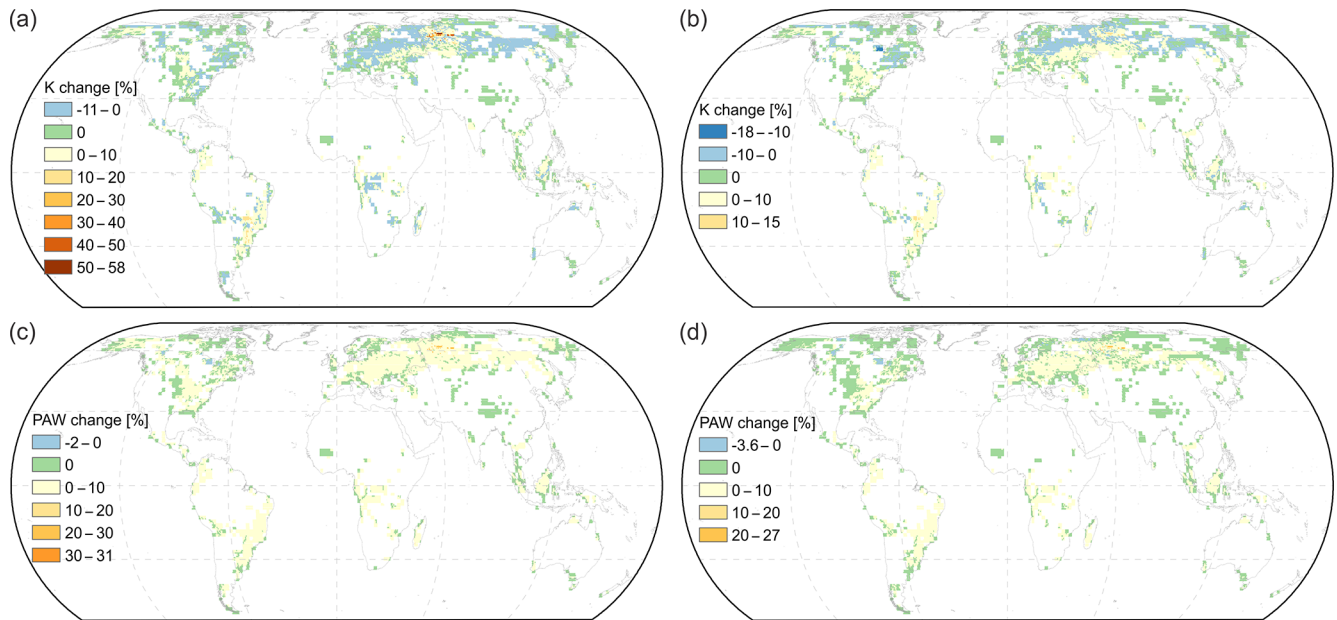 (a)
K change [%]
-11 – 0
0
0 – 10
10 – 20
20 – 30
30 – 40
40 – 50
50 – 58
(b)
K change [%]
-18 – -10
-10 – 0
0
0 – 10
10 – 15
(c)
PAW change [%]
-2 – 0
0
0 – 10
10 – 20
20 – 30
30 – 31
(d)
PAW change [%]
-3.6 – 0
0
0 – 10
10 – 20
20 – 27